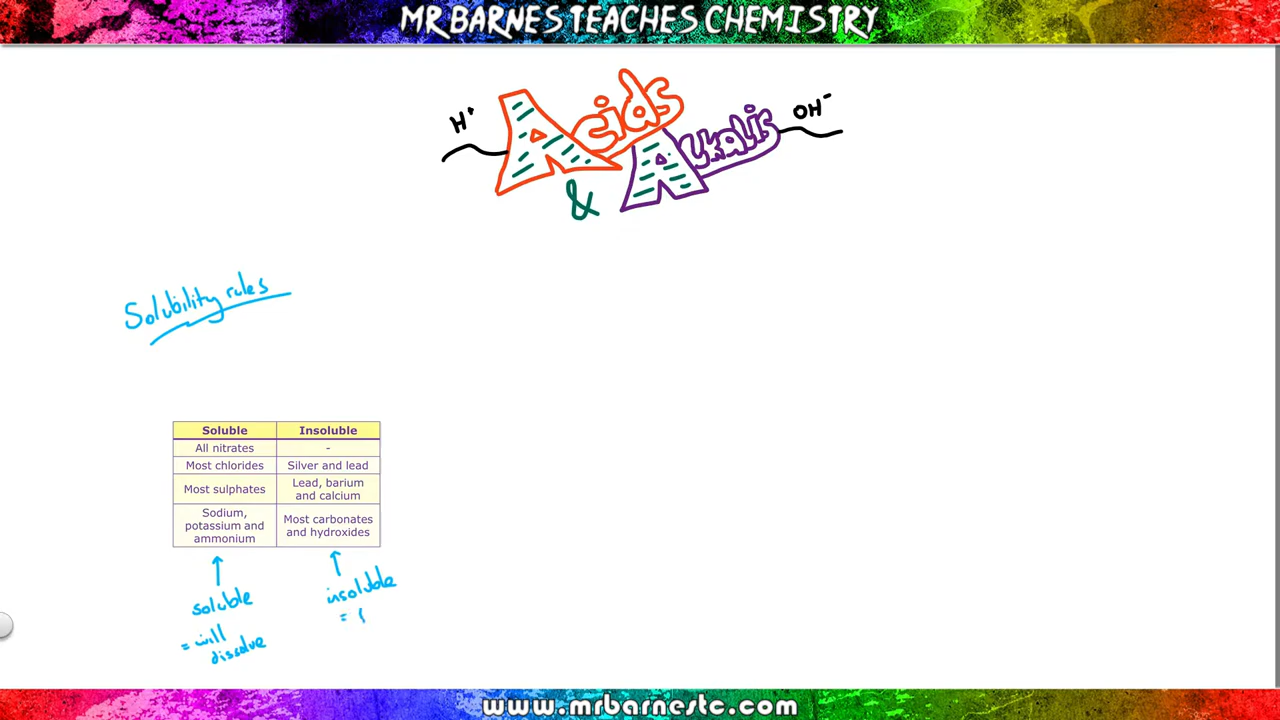 MR BARNES TEACHES CHEMISTRY
H⁺
Acids
OH⁻
Alkalis
&
Solubility rules
Soluble Insoluble
All nitrates -
Most chlorides Silver and lead
Most sulphates Lead, barium
and calcium
Sodium,
potassium and
ammonium Most carbonates
and hydroxides
soluble
= will
dissolve
insoluble
=
www.mrbarnestc.com